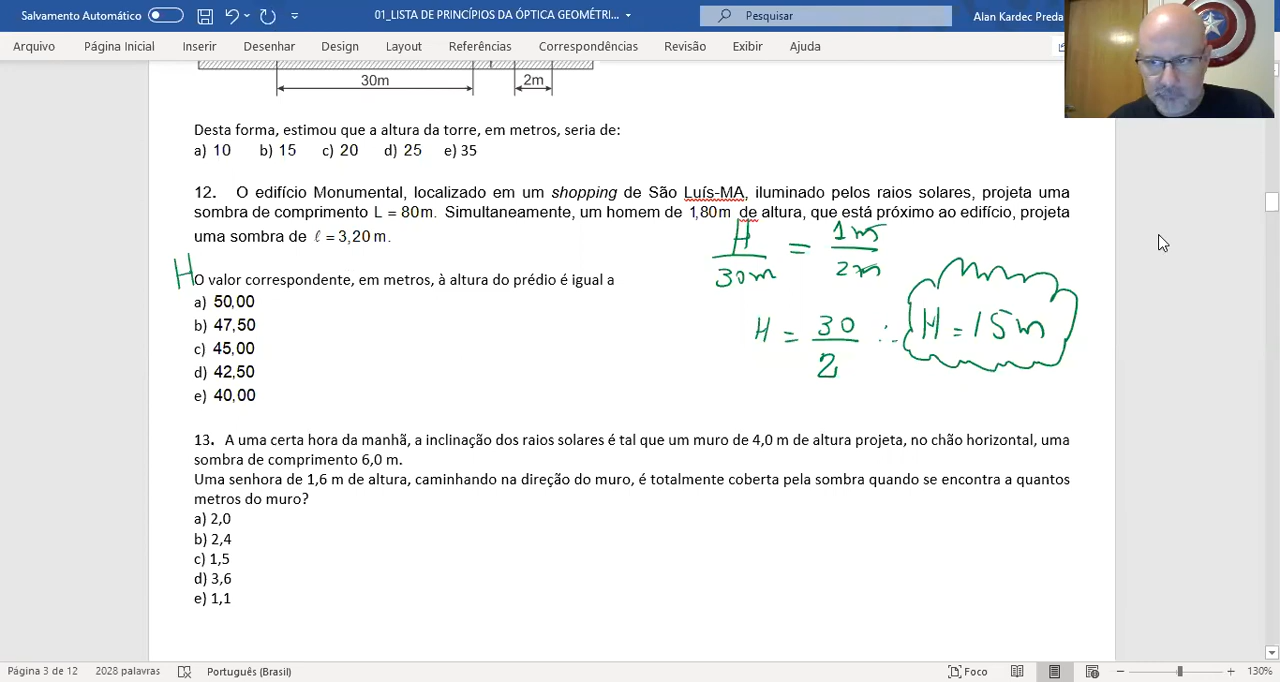 Salvamento Automático
01_LISTA DE PRINCÍPIOS DA ÓPTICA GEOMÉTRI...
Pesquisar
Alan Kardec Preda
Arquivo Página Inicial Inserir Desenhar Design Layout Referências Correspondências Revisão Exibir Ajuda
30m 2m
Desta forma, estimou que a altura da torre, em metros, seria de:
a) 10 b) 15 c) 20 d) 25 e) 35
12. O edifício Monumental, localizado em um shopping de São Luís-MA, iluminado pelos raios solares, projeta uma
sombra de comprimento L = 80m. Simultaneamente, um homem de 1,80m de altura, que está próximo ao edifício, projeta
uma sombra de ℓ = 3,20 m.
H/30m = 1m/2m
H O valor correspondente, em metros, à altura do prédio é igual a
a) 50,00
b) 47,50
c) 45,00
d) 42,50
e) 40,00
H = 30/2 ∴ H = 15m
13. A uma certa hora da manhã, a inclinação dos raios solares é tal que um muro de 4,0 m de altura projeta, no chão horizontal, uma
sombra de comprimento 6,0 m.
Uma senhora de 1,6 m de altura, caminhando na direção do muro, é totalmente coberta pela sombra quando se encontra a quantos
metros do muro?
a) 2,0
b) 2,4
c) 1,5
d) 3,6
e) 1,1
Página 3 de 12 2028 palavras Português (Brasil) Foco 130%